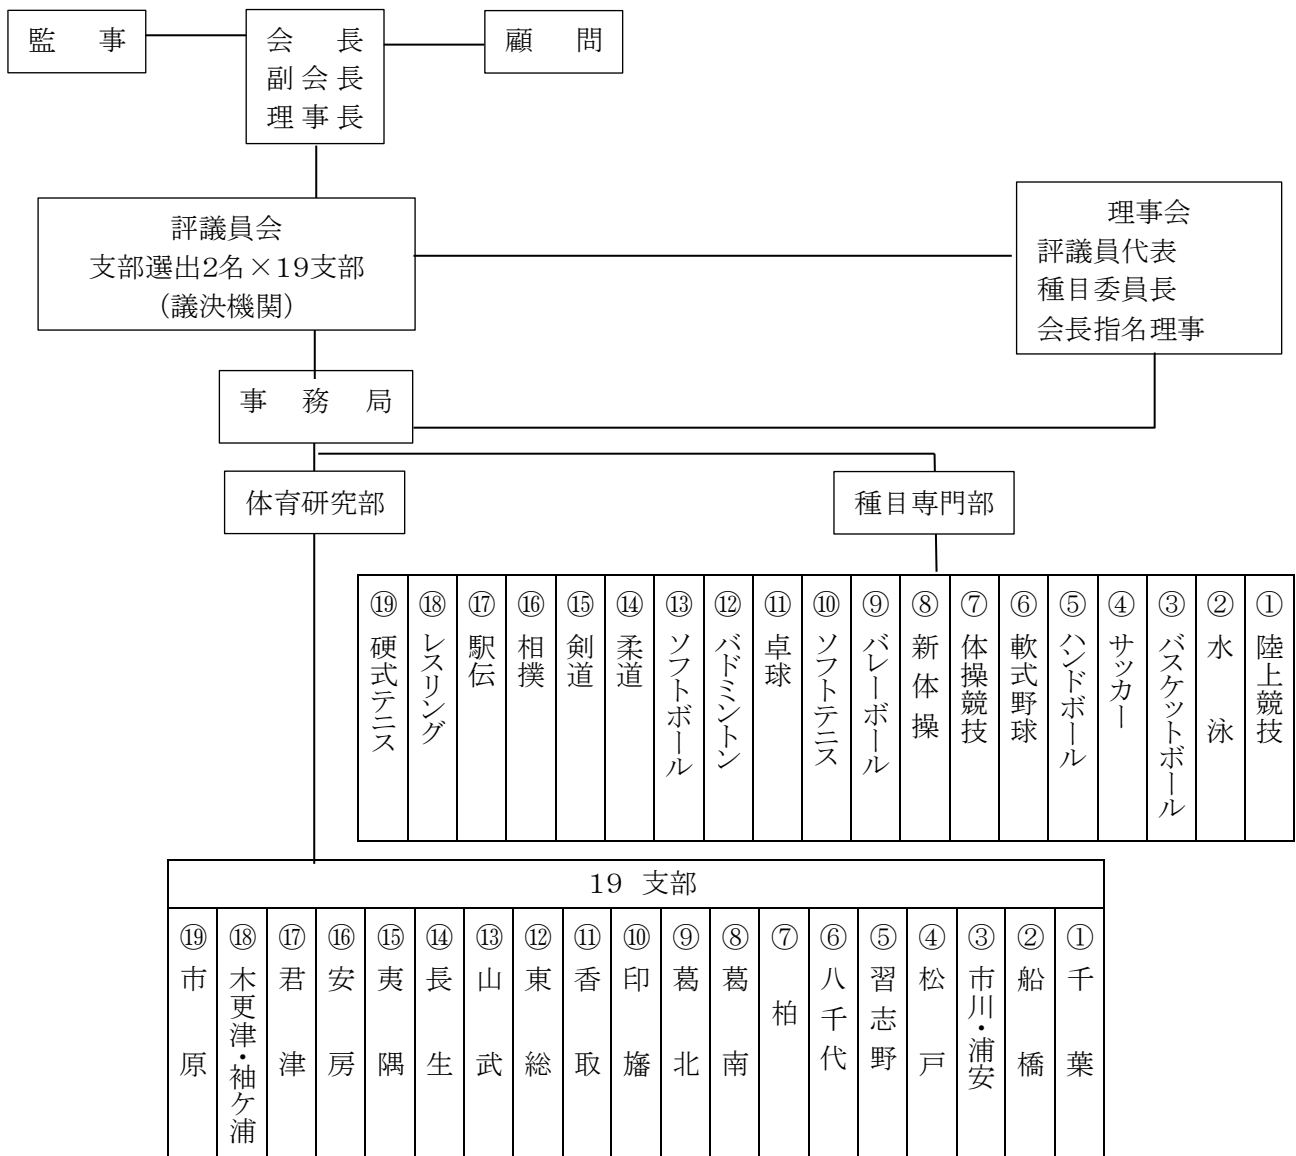 監 事
会 長
副会長
理事長
顧 問
評議員会
支部選出2名×19支部
(議決機関)
理事会
評議員代表
種目委員長
会長指名理事
事 務 局
体育研究部
種目専門部
①陸上競技
②水泳
③バスケットボール
④サッカー
⑤ハンドボール
⑥軟式野球
⑦体操競技
⑧新体操
⑨バレーボール
⑩ソフトテニス
⑪卓球
⑫バドミントン
⑬ソフトボール
⑭柔道
⑮剣道
⑯相撲
⑰駅伝
⑱レスリング
⑲硬式テニス
19 支部
①千葉
②船橋
③市川・浦安
④松戸
⑤習志野
⑥八千代
⑦柏
⑧葛南
⑨葛北
⑩印旛
⑪香取
⑫東総
⑬山武
⑭長生
⑮夷隅
⑯安房
⑰君津
⑱木更津・袖ケ浦
⑲市原